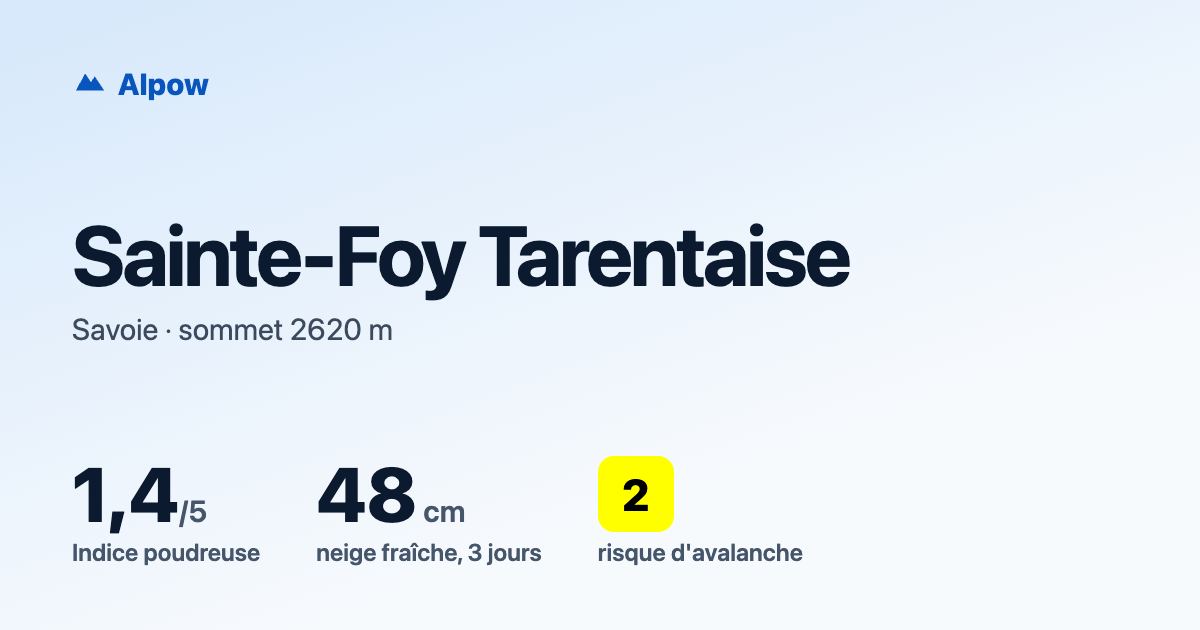 Alpow
Sainte-Foy Tarentaise
Savoie · sommet 2620 m
1,4/5 48 cm 2
Indice poudreuse neige fraîche, 3 jours risque d'avalanche